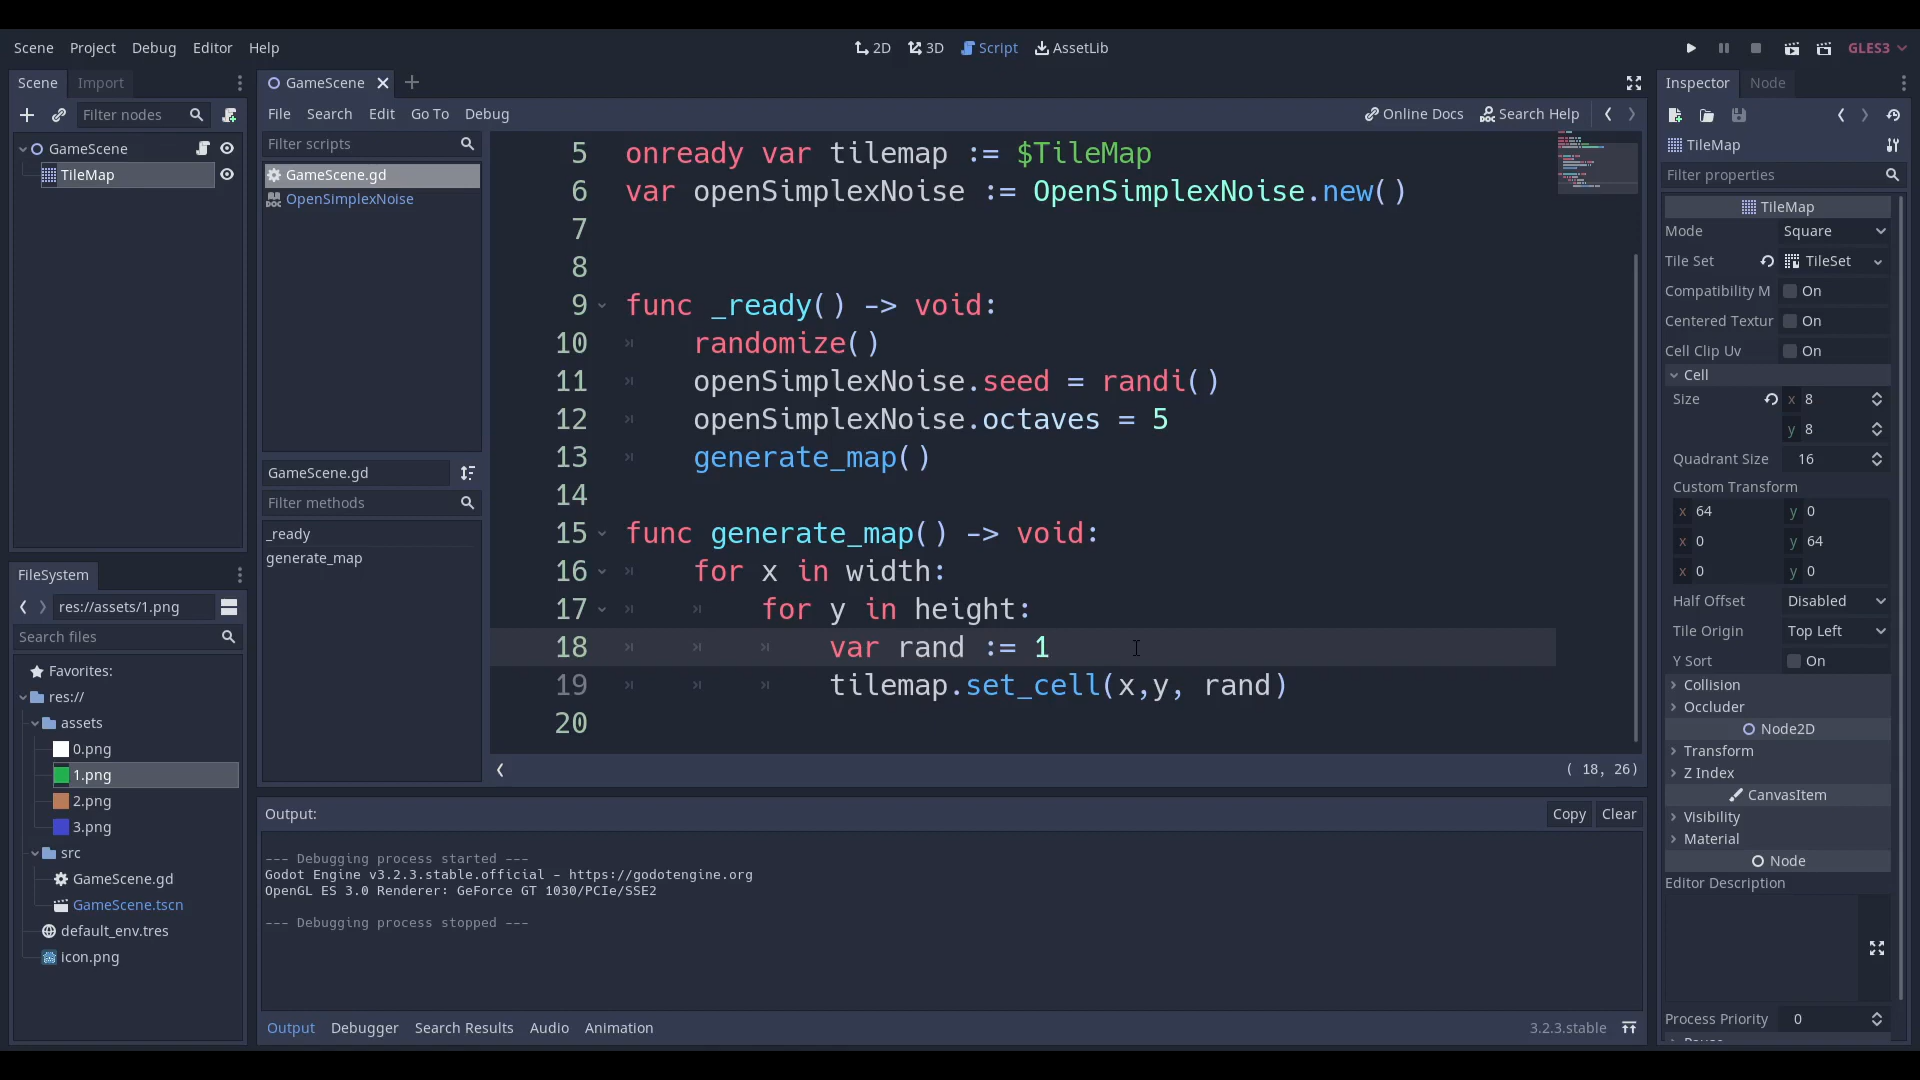 Scene Project Debug Editor Help
2D 3D Script AssetLib
GLES3
Scene Import
Filter nodes
GameScene
TileMap
FileSystem
res://assets/1.png
Search files
Favorites:
res://
assets
0.png
1.png
2.png
3.png
src
GameScene.gd
GameScene.tscn
default_env.tres
icon.png
GameScene
File Search Edit Go To Debug
Online Docs Search Help
Filter scripts
GameScene.gd
OpenSimplexNoise
GameScene.gd
Filter methods
_ready
generate_map
5 onready var tilemap := $TileMap
6 var openSimplexNoise := OpenSimplexNoise.new()
7
8
9 func _ready() -> void:
10 randomize()
11 openSimplexNoise.seed = randi()
12 openSimplexNoise.octaves = 5
13 generate_map()
14
15 func generate_map() -> void:
16 for x in width:
17 for y in height:
18 var rand := 1
19 tilemap.set_cell(x,y, rand)
20
( 18, 26)
Output:
Copy Clear
--- Debugging process started ---
Godot Engine v3.2.3.stable.official - https://godotengine.org
OpenGL ES 3.0 Renderer: GeForce GT 1030/PCIe/SSE2
--- Debugging process stopped ---
Output Debugger Search Results Audio Animation
3.2.3.stable
Inspector Node
TileMap
Filter properties
TileMap
Mode Square
Tile Set TileSet
Compatibility M On
Centered Textur On
Cell Clip Uv On
Cell
Size x 8
y 8
Quadrant Size 16
Custom Transform
x 64 y 0
x 0 y 64
x 0 y 0
Half Offset Disabled
Tile Origin Top Left
Y Sort On
Collision
Occluder
Node2D
Transform
Z Index
CanvasItem
Visibility
Material
Node
Editor Description
Process Priority 0